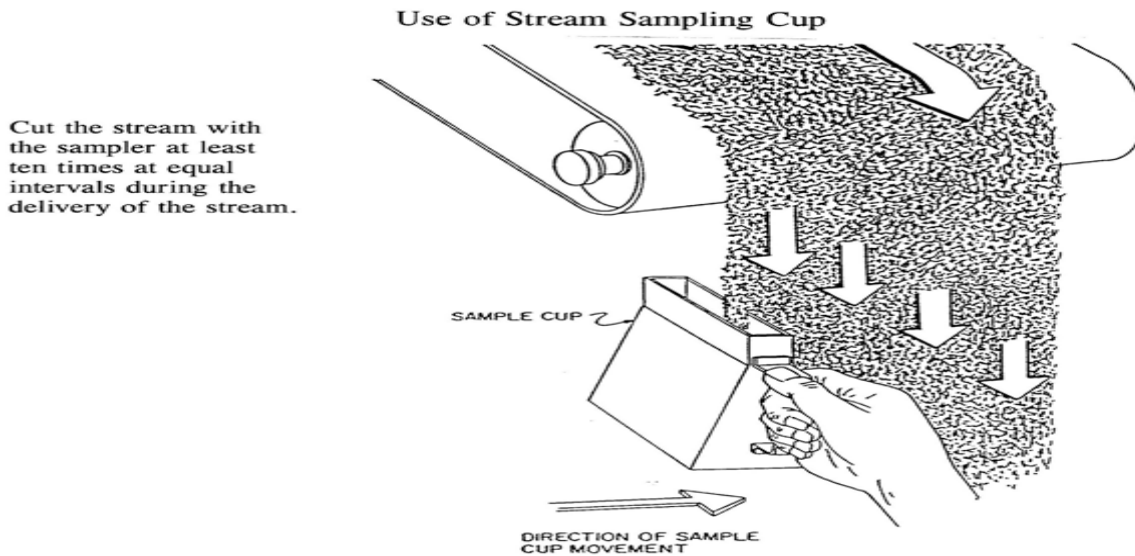 Use of Stream Sampling Cup
Cut the stream with
the sampler at least
ten times at equal
intervals during the
delivery of the stream.
SAMPLE CUP
DIRECTION OF SAMPLE
CUP MOVEMENT